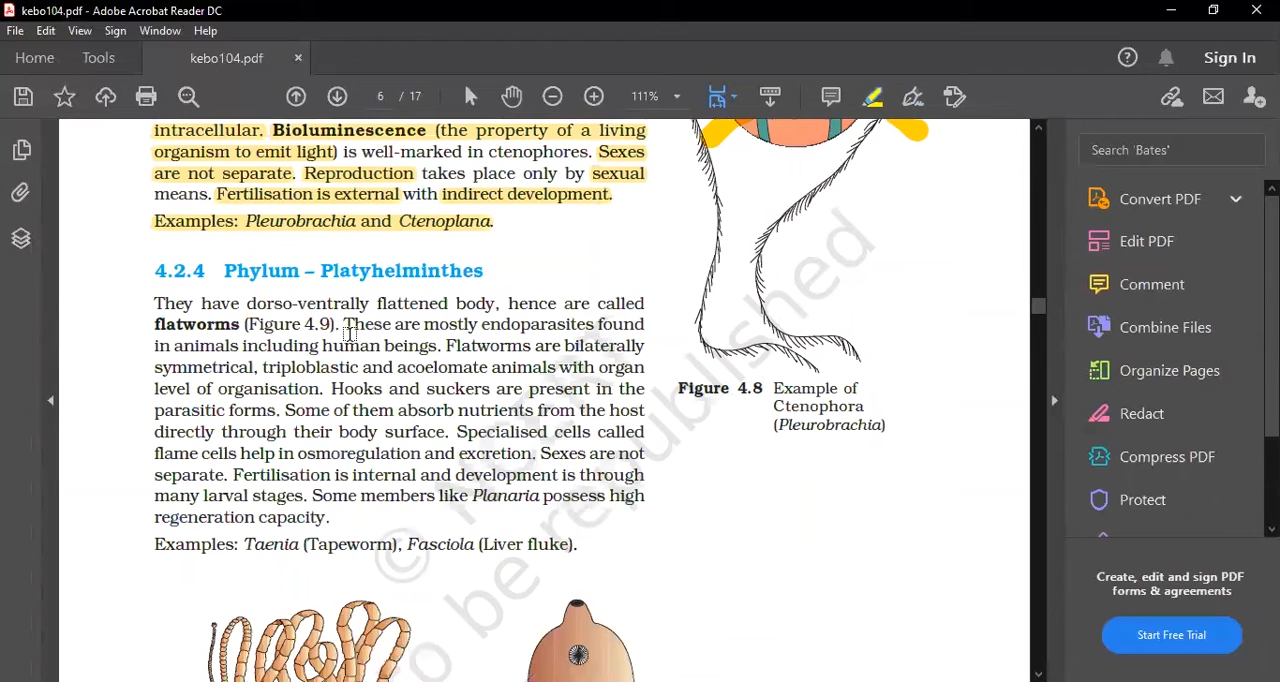 kebo104.pdf - Adobe Acrobat Reader DC
File Edit View Sign Window Help
Home Tools kebo104.pdf × Sign In
6 / 17 111%
intracellular. Bioluminescence (the property of a living
organism to emit light) is well-marked in ctenophores. Sexes
are not separate. Reproduction takes place only by sexual
means. Fertilisation is external with indirect development.
Examples: Pleurobrachia and Ctenoplana.
4.2.4 Phylum – Platyhelminthes
They have dorso-ventrally flattened body, hence are called
flatworms (Figure 4.9). These are mostly endoparasites found
in animals including human beings. Flatworms are bilaterally
symmetrical, triploblastic and acoelomate animals with organ
level of organisation. Hooks and suckers are present in the
parasitic forms. Some of them absorb nutrients from the host
directly through their body surface. Specialised cells called
flame cells help in osmoregulation and excretion. Sexes are not
separate. Fertilisation is internal and development is through
many larval stages. Some members like Planaria possess high
regeneration capacity.
Examples: Taenia (Tapeworm), Fasciola (Liver fluke).
Figure 4.8 Example of
Ctenophora
(Pleurobrachia)
© NCERT
to be republished
Search 'Bates'
Convert PDF
Edit PDF
Comment
Combine Files
Organize Pages
Redact
Compress PDF
Protect
Create, edit and sign PDF
forms & agreements
Start Free Trial